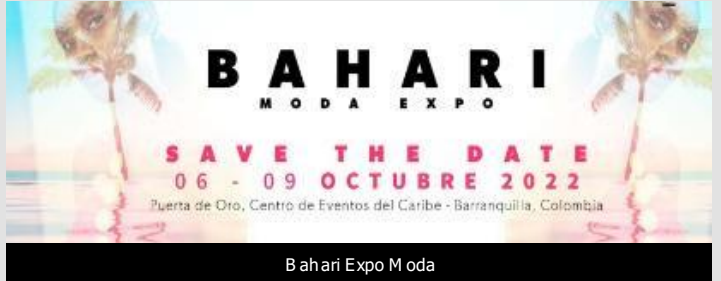 BAHARI
MODA EXPO
SAVE THE DATE
06 - 09 OCTUBRE 2022
Puerta de Oro, Centro de Eventos del Caribe - Barranquilla, Colombia
Bahari Expo Moda